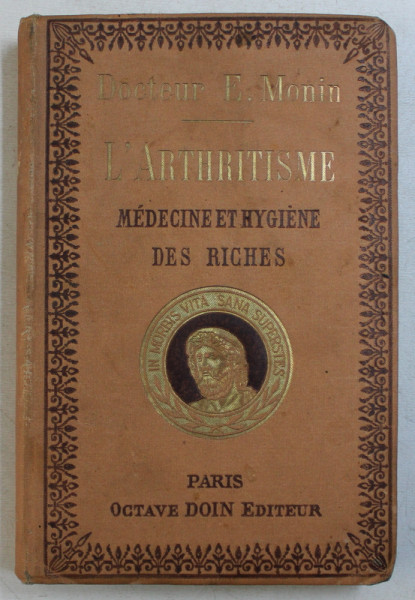 Docteur E. Monin
L'ARTHRITISME
MÉDECINE ET HYGIÈNE
DES RICHES
IN MORBIS VITA SANA SUPERSTES
PARIS
OCTAVE DOIN EDITEUR